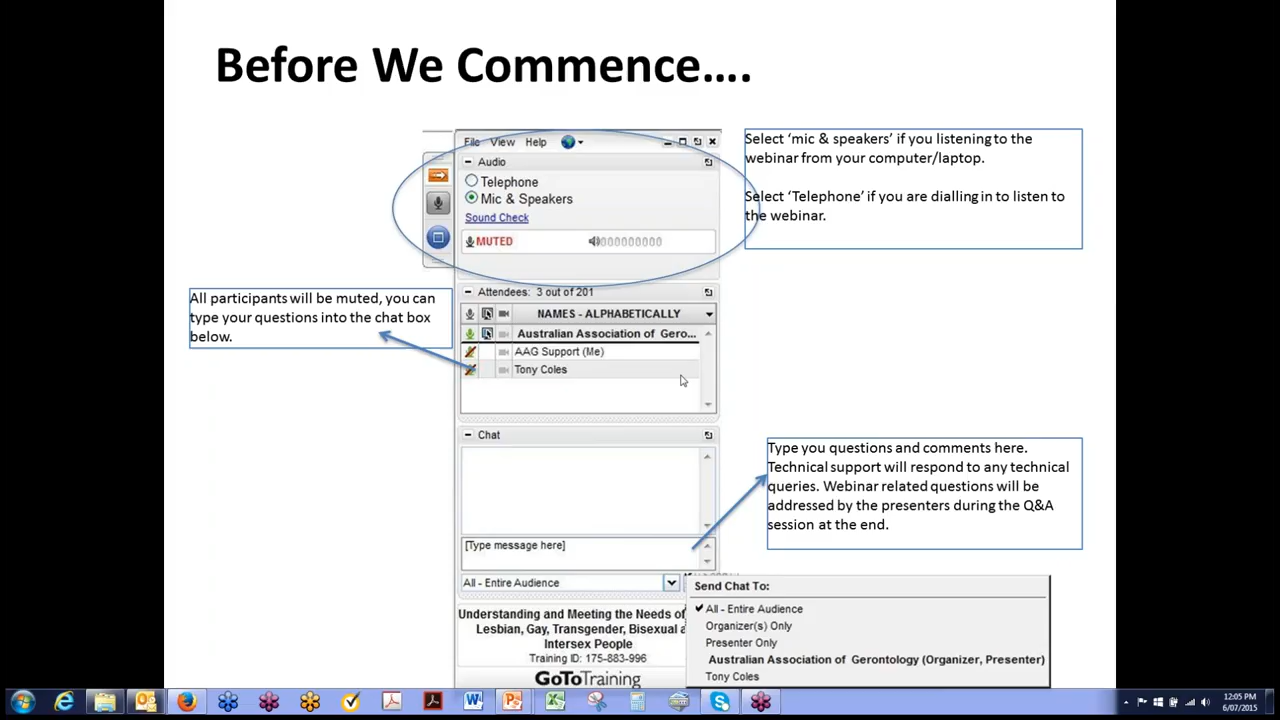 Before We Commence....
File View Help
Audio
Telephone
Mic & Speakers
Sound Check
MUTED
000000000
Select ‘mic & speakers’ if you listening to the
webinar from your computer/laptop.
Select ‘Telephone’ if you are dialling in to listen to
the webinar.
All participants will be muted, you can
type your questions into the chat box
below.
Attendees: 3 out of 201
NAMES - ALPHABETICALLY
Australian Association of Gero...
AAG Support (Me)
Tony Coles
Chat
[Type message here]
All - Entire Audience
Type you questions and comments here.
Technical support will respond to any technical
queries. Webinar related questions will be
addressed by the presenters during the Q&A
session at the end.
Understanding and Meeting the Needs of
Lesbian, Gay, Transgender, Bisexual a
Intersex People
Training ID: 175-883-996
GoToTraining
Send Chat To:
All - Entire Audience
Organizer(s) Only
Presenter Only
Australian Association of Gerontology (Organizer, Presenter)
Tony Coles
12:05 PM
6/07/2015